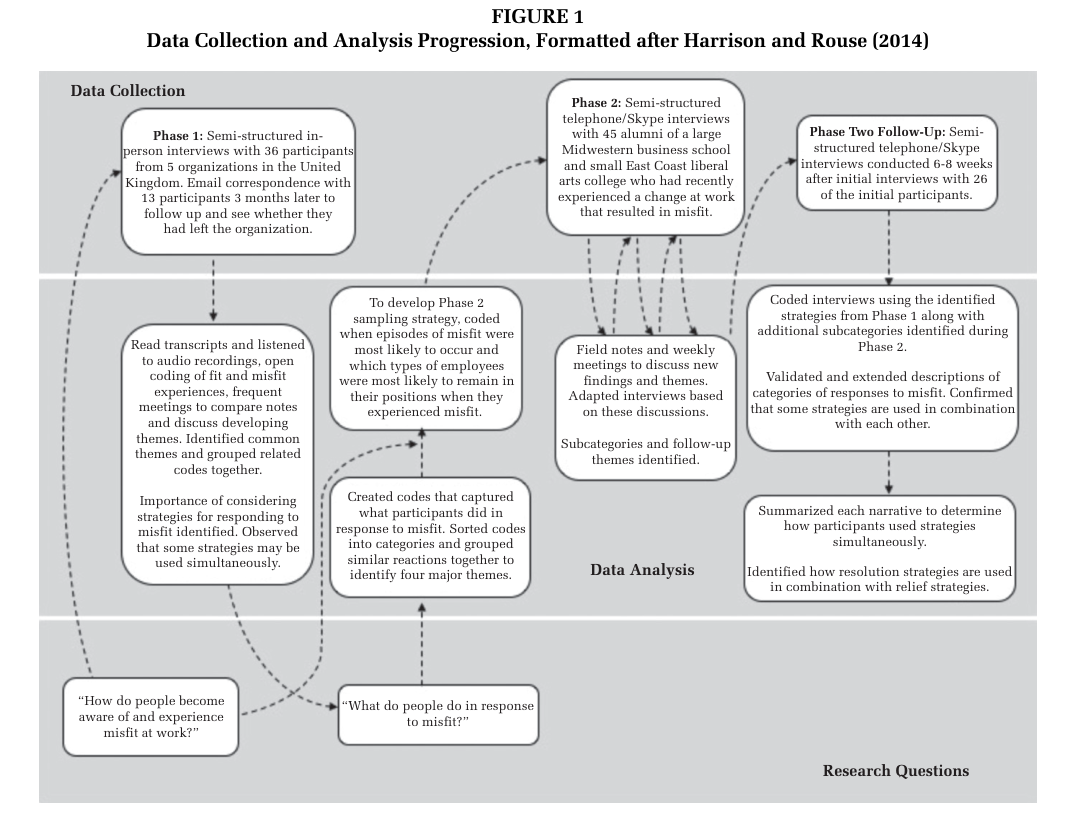 FIGURE 1
Data Collection and Analysis Progression, Formatted after Harrison and Rouse (2014)
Data Collection
Phase 1: Semi-structured in-
person interviews with 36 participants
from 5 organizations in the United
Kingdom. Email correspondence with
13 participants 3 months later to
follow up and see whether they
had left the organization.
Phase 2: Semi-structured
telephone/Skype interviews
with 45 alumni of a large
Midwestern business school
and small East Coast liberal
arts college who had recently
experienced a change at work
that resulted in misfit.
Phase Two Follow-Up: Semi-
structured telephone/Skype
interviews conducted 6-8 weeks
after initial interviews with 26
of the initial participants.
Read transcripts and listened
to audio recordings, open
coding of fit and misfit
experiences, frequent
meetings to compare notes
and discuss developing
themes. Identified common
themes and grouped related
codes together.
Importance of considering
strategies for responding to
misfit identified. Observed
that some strategies may be
used simultaneously.
To develop Phase 2
sampling strategy, coded
when episodes of misfit were
most likely to occur and
which types of employees
were most likely to remain in
their positions when they
experienced misfit.
Created codes that captured
what participants did in
response to misfit. Sorted codes
into categories and grouped
similar reactions together to
identify four major themes.
Field notes and weekly
meetings to discuss new
findings and themes.
Adapted interviews based
on these discussions.
Subcategories and follow-up
themes identified.
Coded interviews using the identified
strategies from Phase 1 along with
additional subcategories identified during
Phase 2.
Validated and extended descriptions of
categories of responses to misfit. Confirmed
that some strategies are used in combination
with each other.
Summarized each narrative to determine
how participants used strategies
simultaneously.
Identified how resolution strategies are used
in combination with relief strategies.
Data Analysis
“How do people become
aware of and experience
misfit at work?”
“What do people do in response
to misfit?”
Research Questions